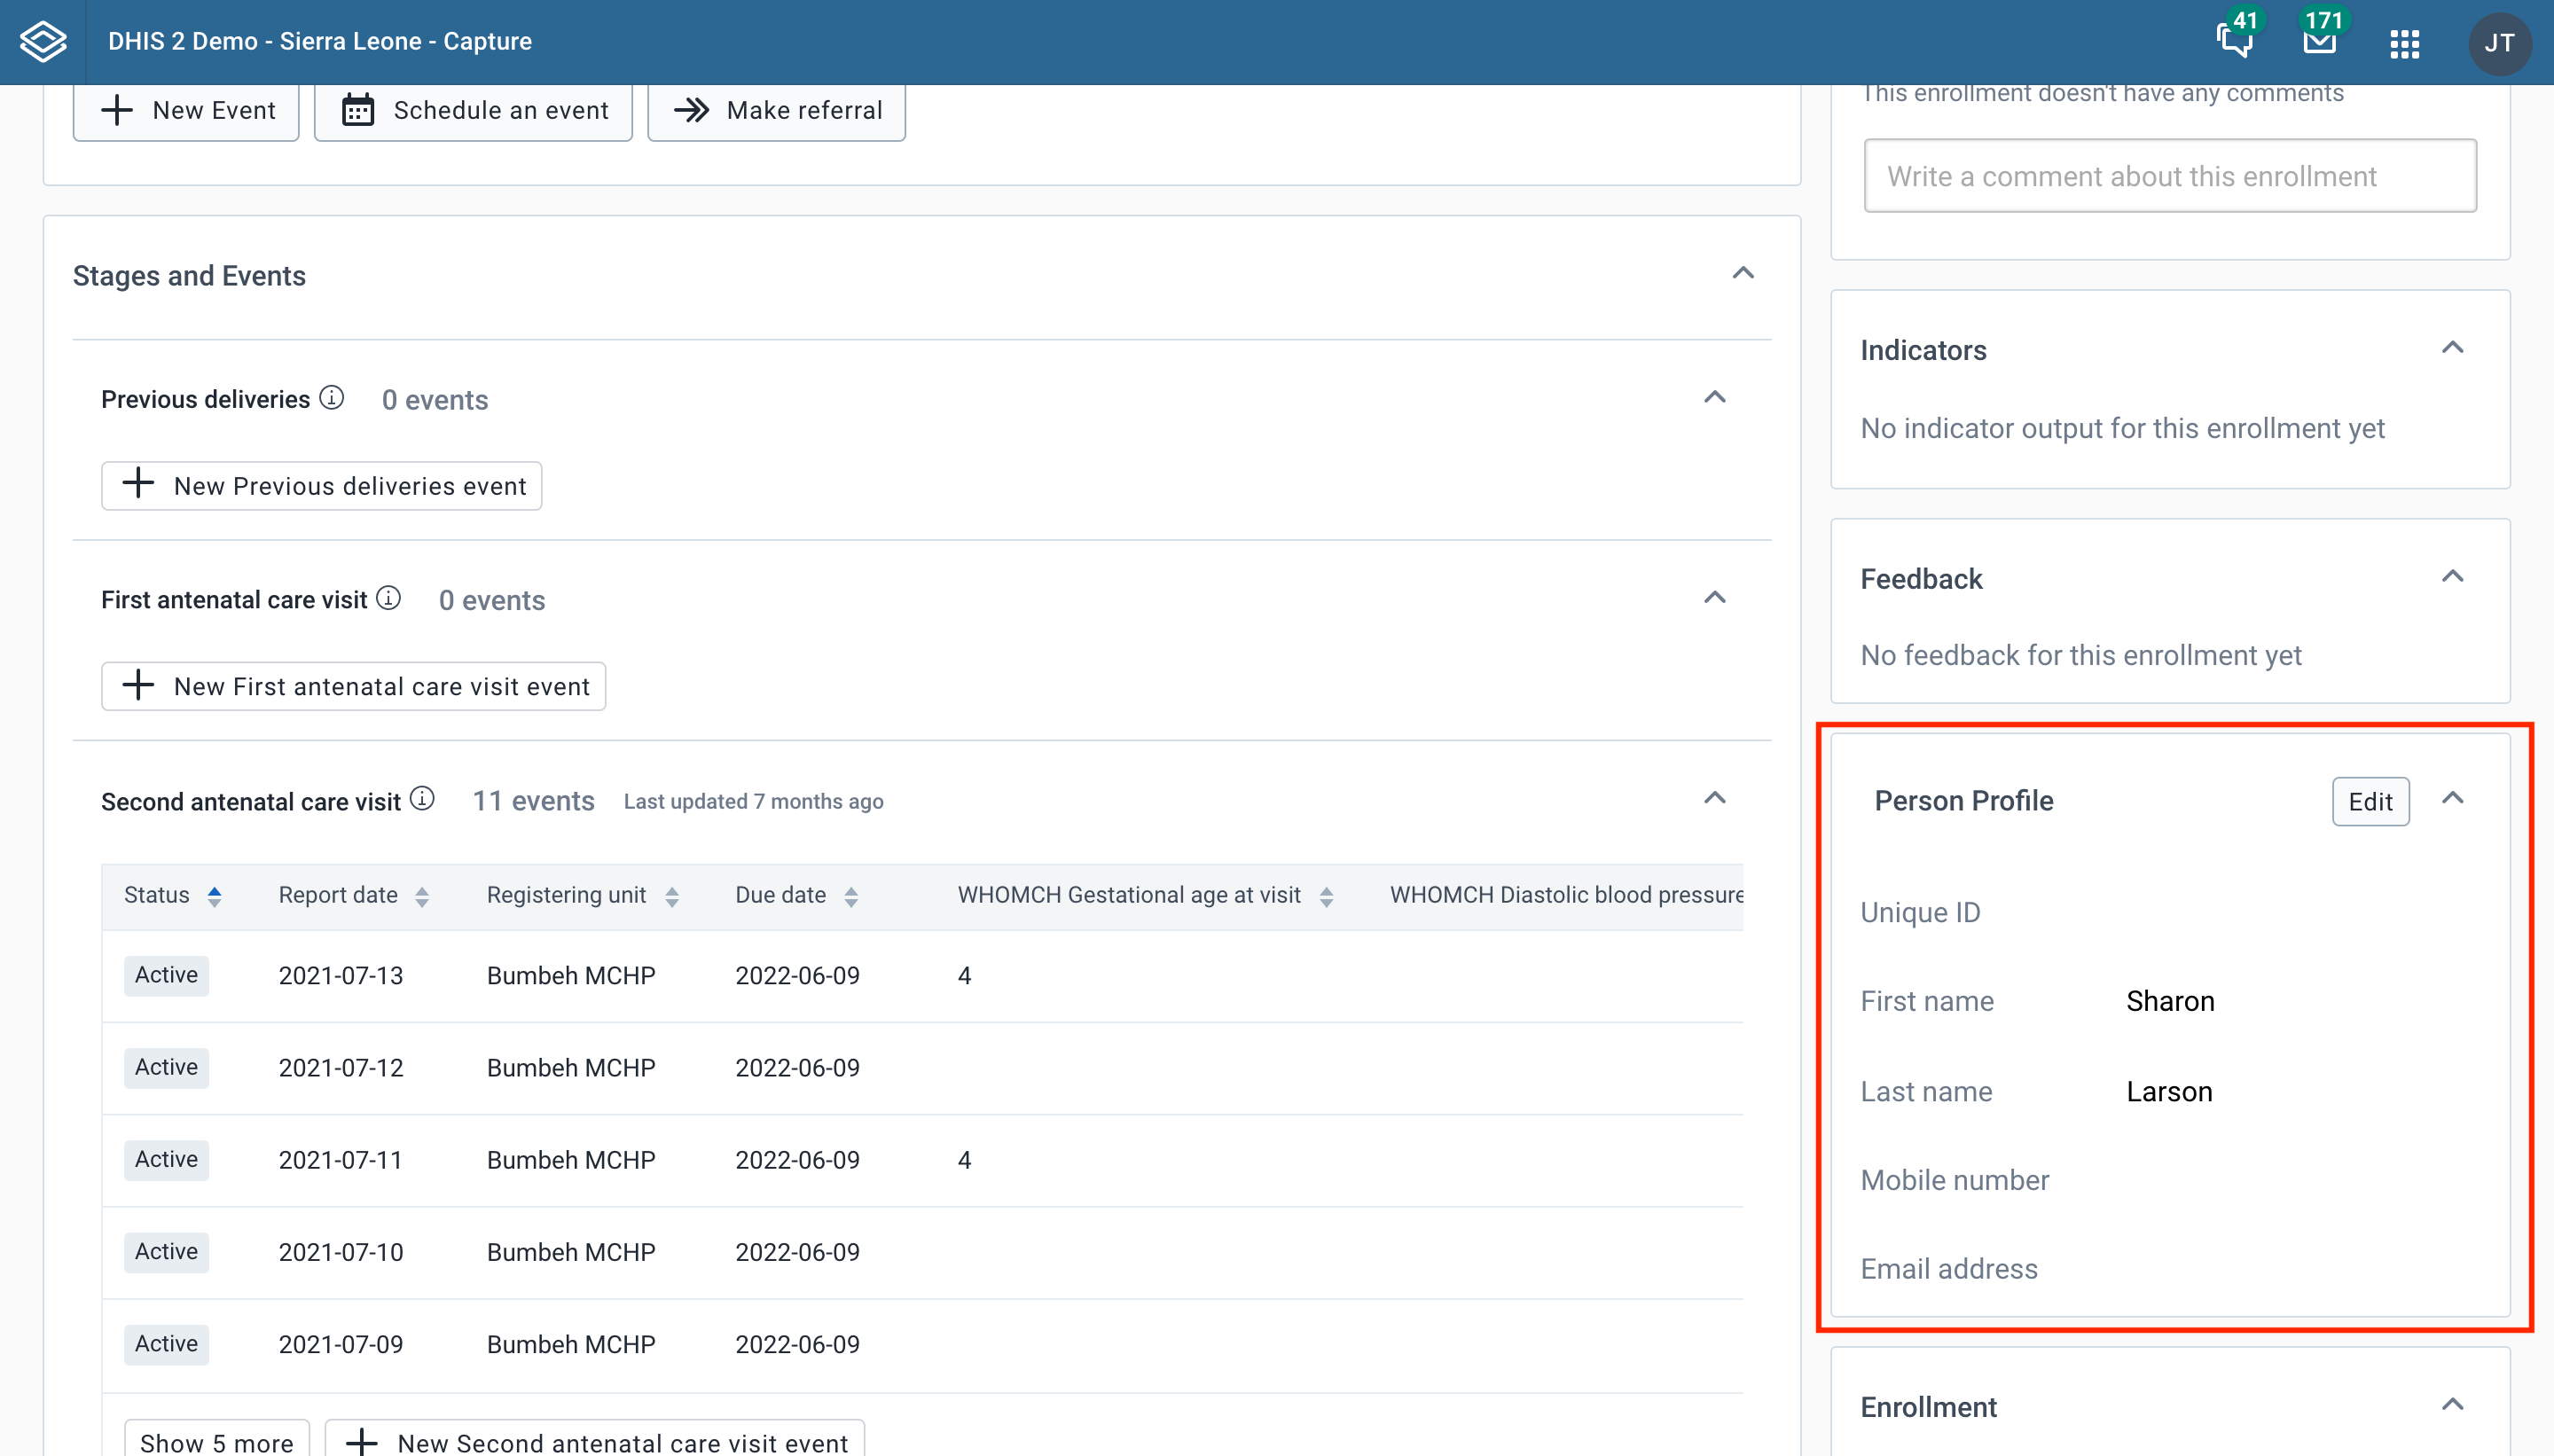 DHIS 2 Demo - Sierra Leone - Capture
41
171
JT
New Event
Schedule an event
Make referral
Stages and Events
Previous deliveries 0 events
New Previous deliveries event
First antenatal care visit 0 events
New First antenatal care visit event
Second antenatal care visit 11 events Last updated 7 months ago
Status Report date Registering unit Due date WHOMCH Gestational age at visit WHOMCH Diastolic blood pressure
Active 2021-07-13 Bumbeh MCHP 2022-06-09 4
Active 2021-07-12 Bumbeh MCHP 2022-06-09
Active 2021-07-11 Bumbeh MCHP 2022-06-09 4
Active 2021-07-10 Bumbeh MCHP 2022-06-09
Active 2021-07-09 Bumbeh MCHP 2022-06-09
Show 5 more
New Second antenatal care visit event
This enrollment doesn't have any comments
Write a comment about this enrollment
Indicators
No indicator output for this enrollment yet
Feedback
No feedback for this enrollment yet
Person Profile
Edit
Unique ID
First name Sharon
Last name Larson
Mobile number
Email address
Enrollment